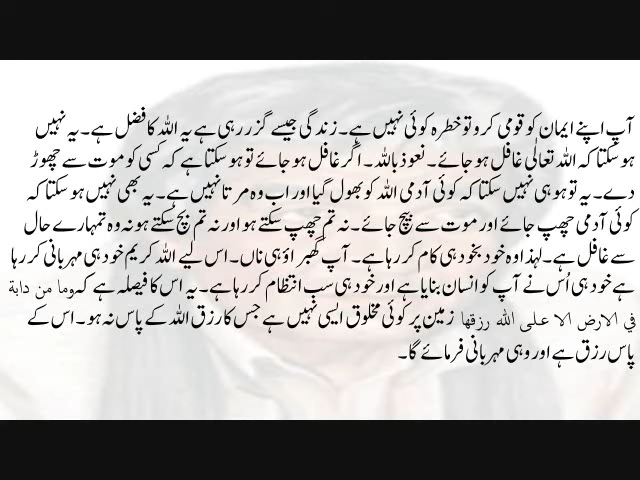 آپ اپنے ایمان کو قومی کرو تو خطرہ کوئی نہیں ہے۔ زندگی جیسے گزر رہی ہے یہ اللہ کا فضل ہے۔ یہ نہیں
ہو سکتا کہ اللہ تعالٰی غافل ہو جائے۔ نعوذ باللہ۔ اگر غافل ہو جائے تو ہو سکتا ہے کہ کسی کو موت سے چھوڑ
دے۔ یہ تو ہو ہی نہیں سکتا کہ کوئی آدمی اللہ کو بھول گیا اور اب وہ مرتا نہیں ہے۔ یہ بھی نہیں ہو سکتا کہ
کوئی آدمی چھپ جائے اور موت سے بچ جائے۔ نہ تم چھپ سکتے ہو اور نہ تم بچ سکتے ہو نہ وہ تمہارے حال
سے غافل ہے۔ لہذا وہ خود بخود ہی کام کر رہا ہے۔ آپ گھبراؤ ہی ناں۔ اس لیے اللہ کریم خود ہی مہربانی کر رہا
ہے خود ہی اُس نے آپ کو انسان بنایا ہے اور خود ہی سب انتظام کر رہا ہے۔ یہ اس کا فیصلہ ہے کہ وما من دابة
في الارض الا على الله رزقها زمین پر کوئی مخلوق ایسی نہیں ہے جس کا رزق اللہ کے پاس نہ ہو۔ اس کے
پاس رزق ہے اور وہی مہربانی فرمائے گا۔